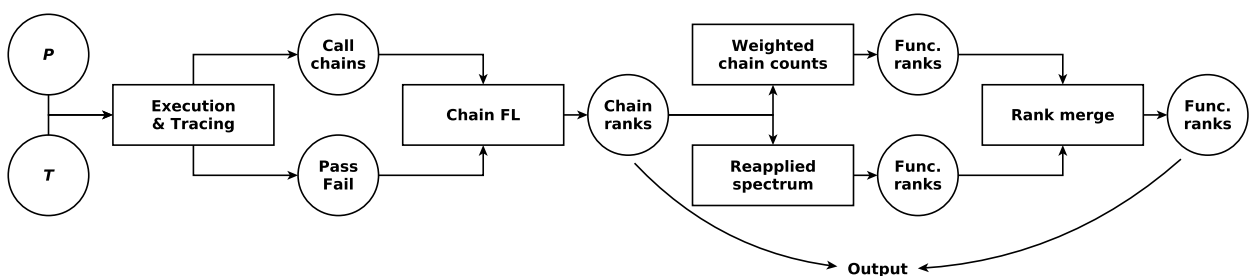 P
T
Execution
& Tracing
Call
chains
Pass
Fail
Chain FL
Chain
ranks
Weighted
chain counts
Reapplied
spectrum
Func.
ranks
Func.
ranks
Rank merge
Func.
ranks
Output